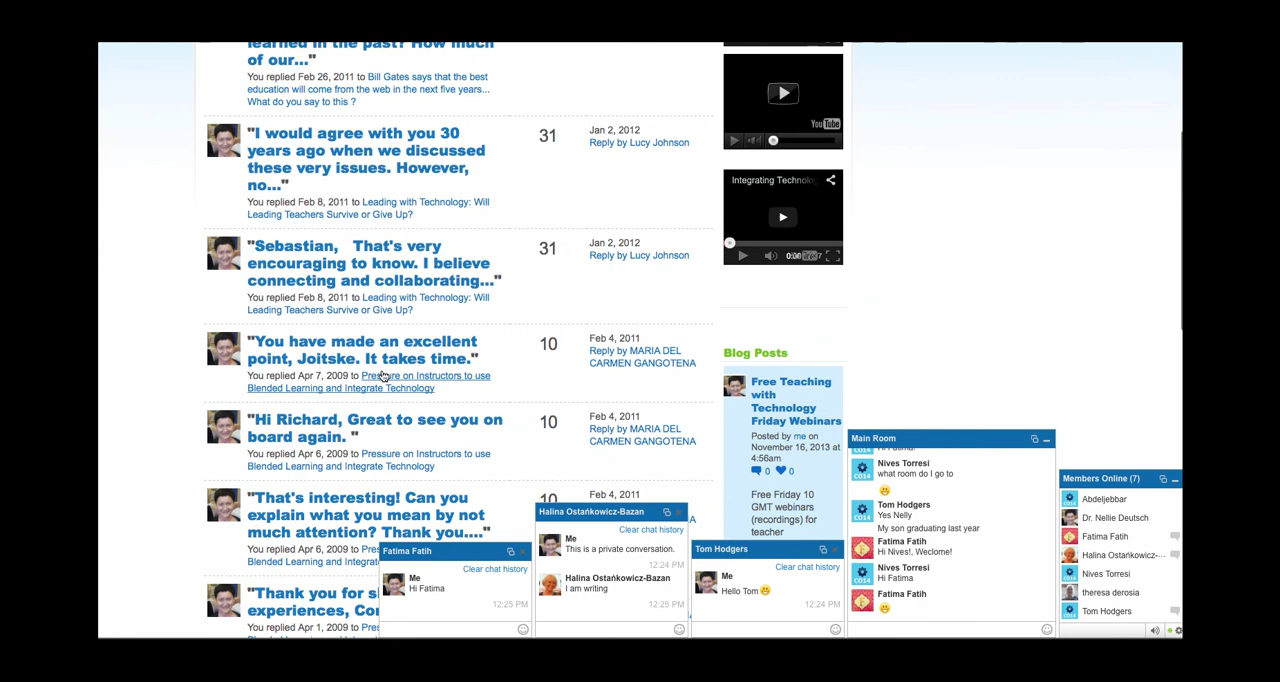 learned in the past? How much
of our..."
You replied Feb 26, 2011 to Bill Gates says that the best
education will come from the web in the next five years...
What do you say to this ?
"I would agree with you 30
years ago when we discussed
these very issues. However,
no..."
You replied Feb 8, 2011 to Leading with Technology: Will
Leading Teachers Survive or Give Up?
31
Jan 2, 2012
Reply by Lucy Johnson
"Sebastian, That's very
encouraging to know. I believe
connecting and collaborating..."
You replied Feb 8, 2011 to Leading with Technology: Will
Leading Teachers Survive or Give Up?
31
Jan 2, 2012
Reply by Lucy Johnson
"You have made an excellent
point, Joitske. It takes time."
You replied Apr 7, 2009 to Pressure on Instructors to use
Blended Learning and Integrate Technology
10
Feb 4, 2011
Reply by MARIA DEL
CARMEN GANGOTENA
"Hi Richard, Great to see you on
board again. "
You replied Apr 6, 2009 to Pressure on Instructors to use
Blended Learning and Integrate Technology
10
Feb 4, 2011
Reply by MARIA DEL
CARMEN GANGOTENA
"That's interesting! Can you
explain what you mean by not
much attention? Thank you...."
You replied Apr 6, 2009 to
Blended Learning and
10
Feb 4, 2011
"Thank you for
experiences,
You replied Apr 1, 2009 to
YouTube
Integrating Technolo
Blog Posts
Free Teaching
with
Technology
Friday Webinars
Posted by me on
November 16, 2013 at
4:56am
0 0
Free Friday 10
GMT webinars
(recordings) for
teacher
Fatima Fatih
Clear chat history
Me
Hi Fatima
12:25 PM
Halina Ostańkowicz-Bazan
Clear chat history
Me
This is a private conversation.
12:24 PM
Halina Ostańkowicz-Bazan
I am writing
12:25 PM
Tom Hodgers
Clear chat history
Me
Hello Tom
12:24 PM
Main Room
Nives Torresi
what room do I go to
Tom Hodgers
Yes Nelly
My son graduating last year
Fatima Fatih
Hi Nives!, Weclome!
Nives Torresi
Hi Fatima
Fatima Fatih
Members Online (7)
Abdeljebbar
Dr. Nellie Deutsch
Fatima Fatih
Halina Ostańkowicz-...
Nives Torresi
theresa derosia
Tom Hodgers